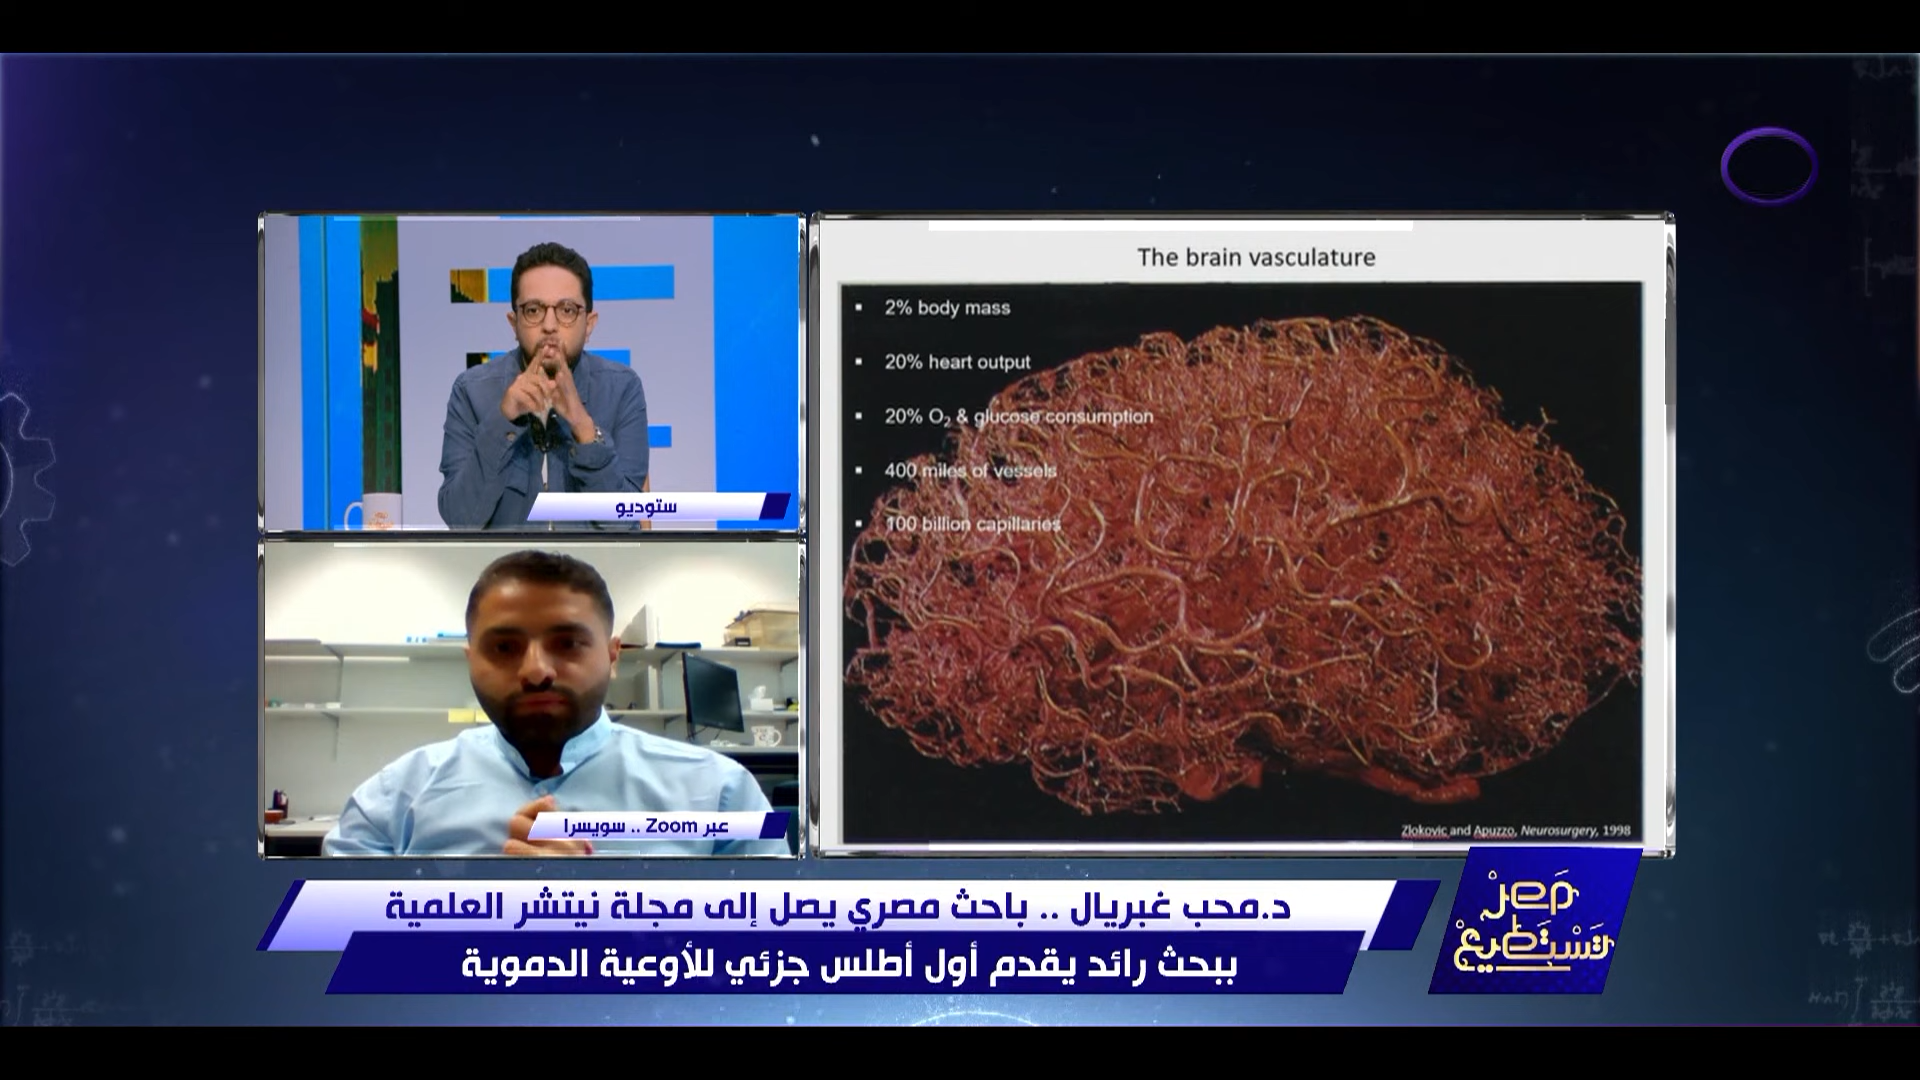 The brain vasculature
▪ 2% body mass
▪ 20% heart output
▪ 20% O₂ & glucose consumption
▪ 400 miles of vessels
▪ 100 billion capillaries
Zlokovic and Apuzzo, Neurosurgery, 1998
ستوديو
عبر Zoom .. سويسرا
د.محب غبريال .. باحث مصري يصل إلى مجلة نيتشر العلمية
ببحث رائد يقدم أول أطلس جزئي للأوعية الدموية
مصر
تستطيع